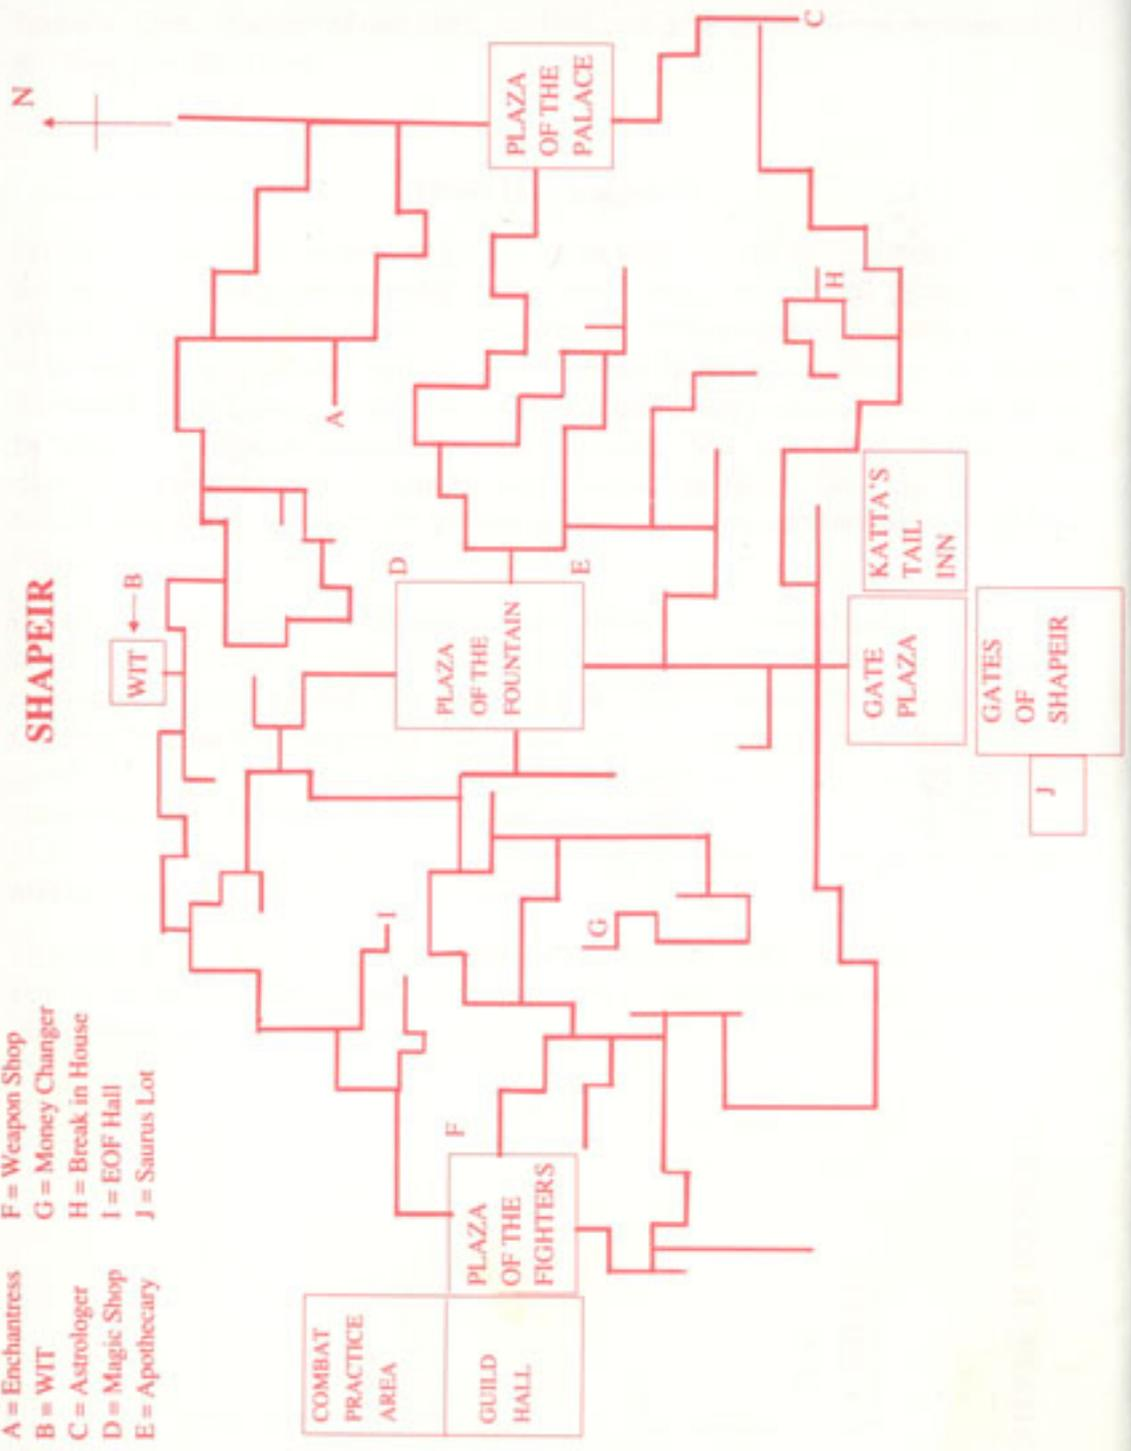 SHAPEIR
N
A = Enchantress
B = WIT
C = Astrologer
D = Magic Shop
E = Apothecary
F = Weapon Shop
G = Money Changer
H = Break in House
I = EOF Hall
J = Saurus Lot
COMBAT
PRACTICE
AREA
GUILD
HALL
PLAZA
OF THE
FIGHTERS
F
I
G
WIT
B
PLAZA
OF THE
FOUNTAIN
D
E
A
PLAZA
OF THE
PALACE
C
H
GATE
PLAZA
KATTA'S
TAIL
INN
GATES
OF
SHAPEIR
J